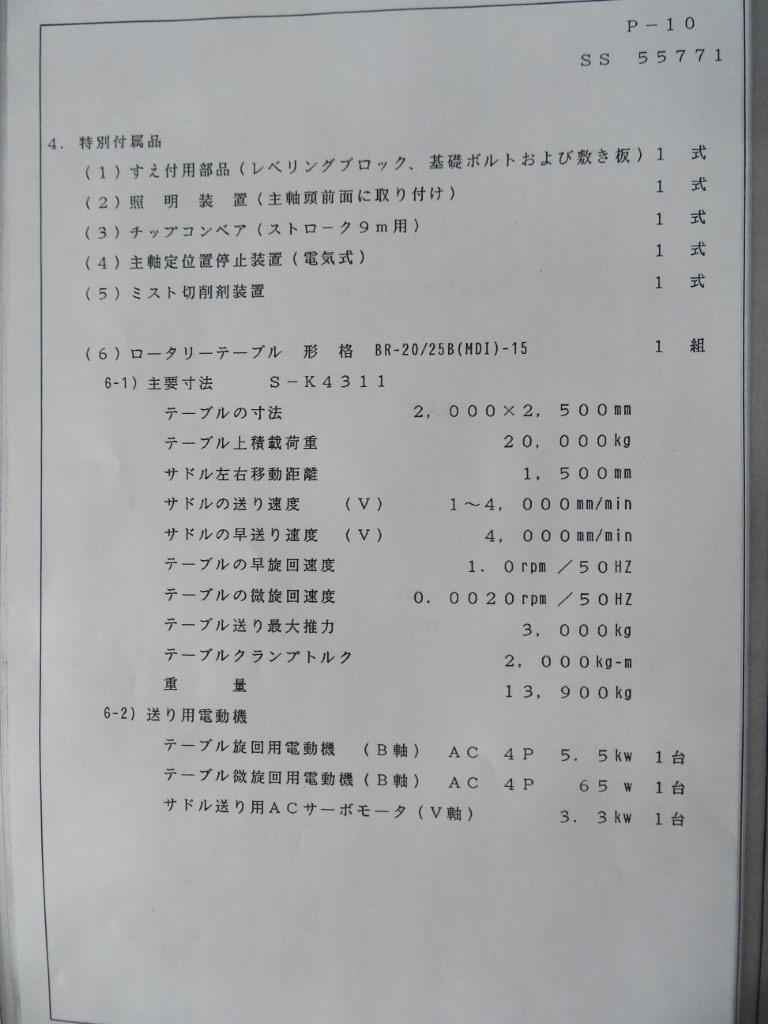 P-10
SS 55771
4. 特別付属品
(1)すえ付用部品(レベリングブロック、基礎ボルトおよび敷き板) 1 式
(2)照 明 装 置(主軸頭前面に取り付け) 1 式
(3)チップコンベア(ストローク9m用) 1 式
(4)主軸定位置停止装置(電気式) 1 式
(5)ミスト切削剤装置 1 式
(6)ロータリーテーブル 形 格 BR-20/25B(MDI)-15 1 組
6-1)主要寸法 S-K4311
テーブルの寸法 2,000×2,500mm
テーブル上積載荷重 20,000kg
サドル左右移動距離 1,500mm
サドルの送り速度 (V) 1~4,000mm/min
サドルの早送り速度 (V) 4,000mm/min
テーブルの早旋回速度 1.0rpm/50HZ
テーブルの微旋回速度 0.0020rpm/50HZ
テーブル送り最大推力 3,000kg
テーブルクランプトルク 2,000kg-m
重 量 13,900kg
6-2)送り用電動機
テーブル旋回用電動機 (B軸) AC 4P 5.5kw 1台
テーブル微旋回用電動機(B軸) AC 4P 65 w 1台
サドル送り用ACサーボモータ(V軸) 3.3kw 1台